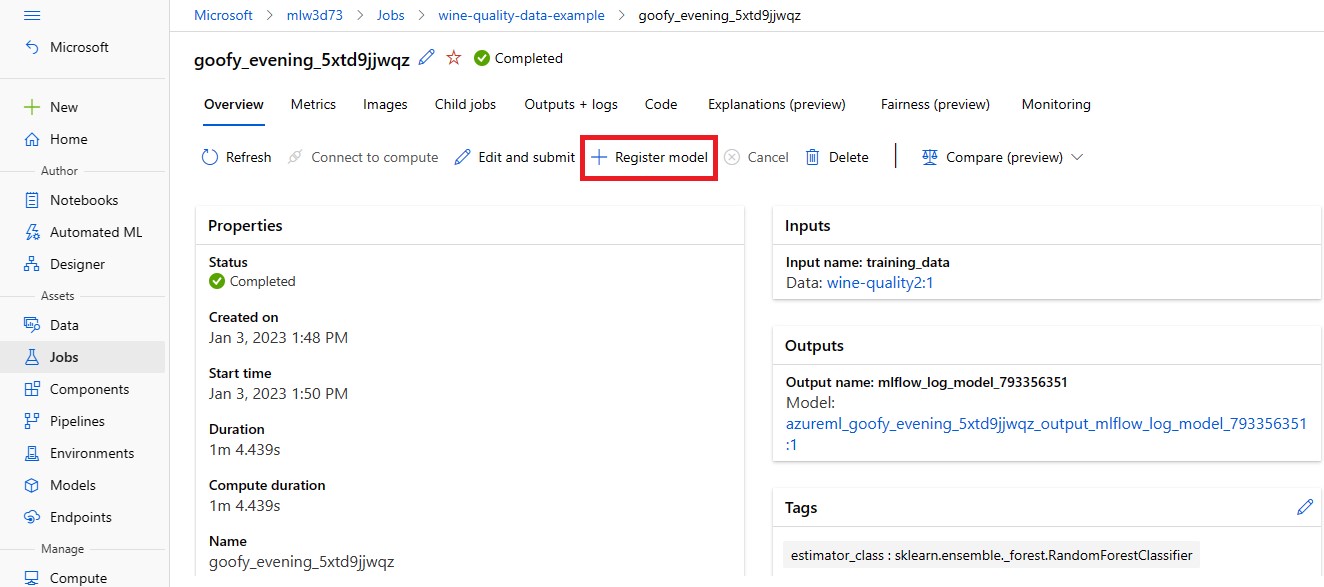 Microsoft > mlw3d73 > Jobs > wine-quality-data-example > goofy_evening_5xtd9jjwqz
Microsoft
New
Home
Author
Notebooks
Automated ML
Designer
Assets
Data
Jobs
Components
Pipelines
Environments
Models
Endpoints
Manage
Compute
goofy_evening_5xtd9jjwqz Completed
Overview Metrics Images Child jobs Outputs + logs Code Explanations (preview) Fairness (preview) Monitoring
Refresh Connect to compute Edit and submit Register model Cancel Delete Compare (preview)
Properties
Status
Completed
Created on
Jan 3, 2023 1:48 PM
Start time
Jan 3, 2023 1:50 PM
Duration
1m 4.439s
Compute duration
1m 4.439s
Name
goofy_evening_5xtd9jjwqz
Inputs
Input name: training_data
Data: wine-quality2:1
Outputs
Output name: mlflow_log_model_793356351
Model:
azureml_goofy_evening_5xtd9jjwqz_output_mlflow_log_model_793356351
:1
Tags
estimator_class : sklearn.ensemble._forest.RandomForestClassifier